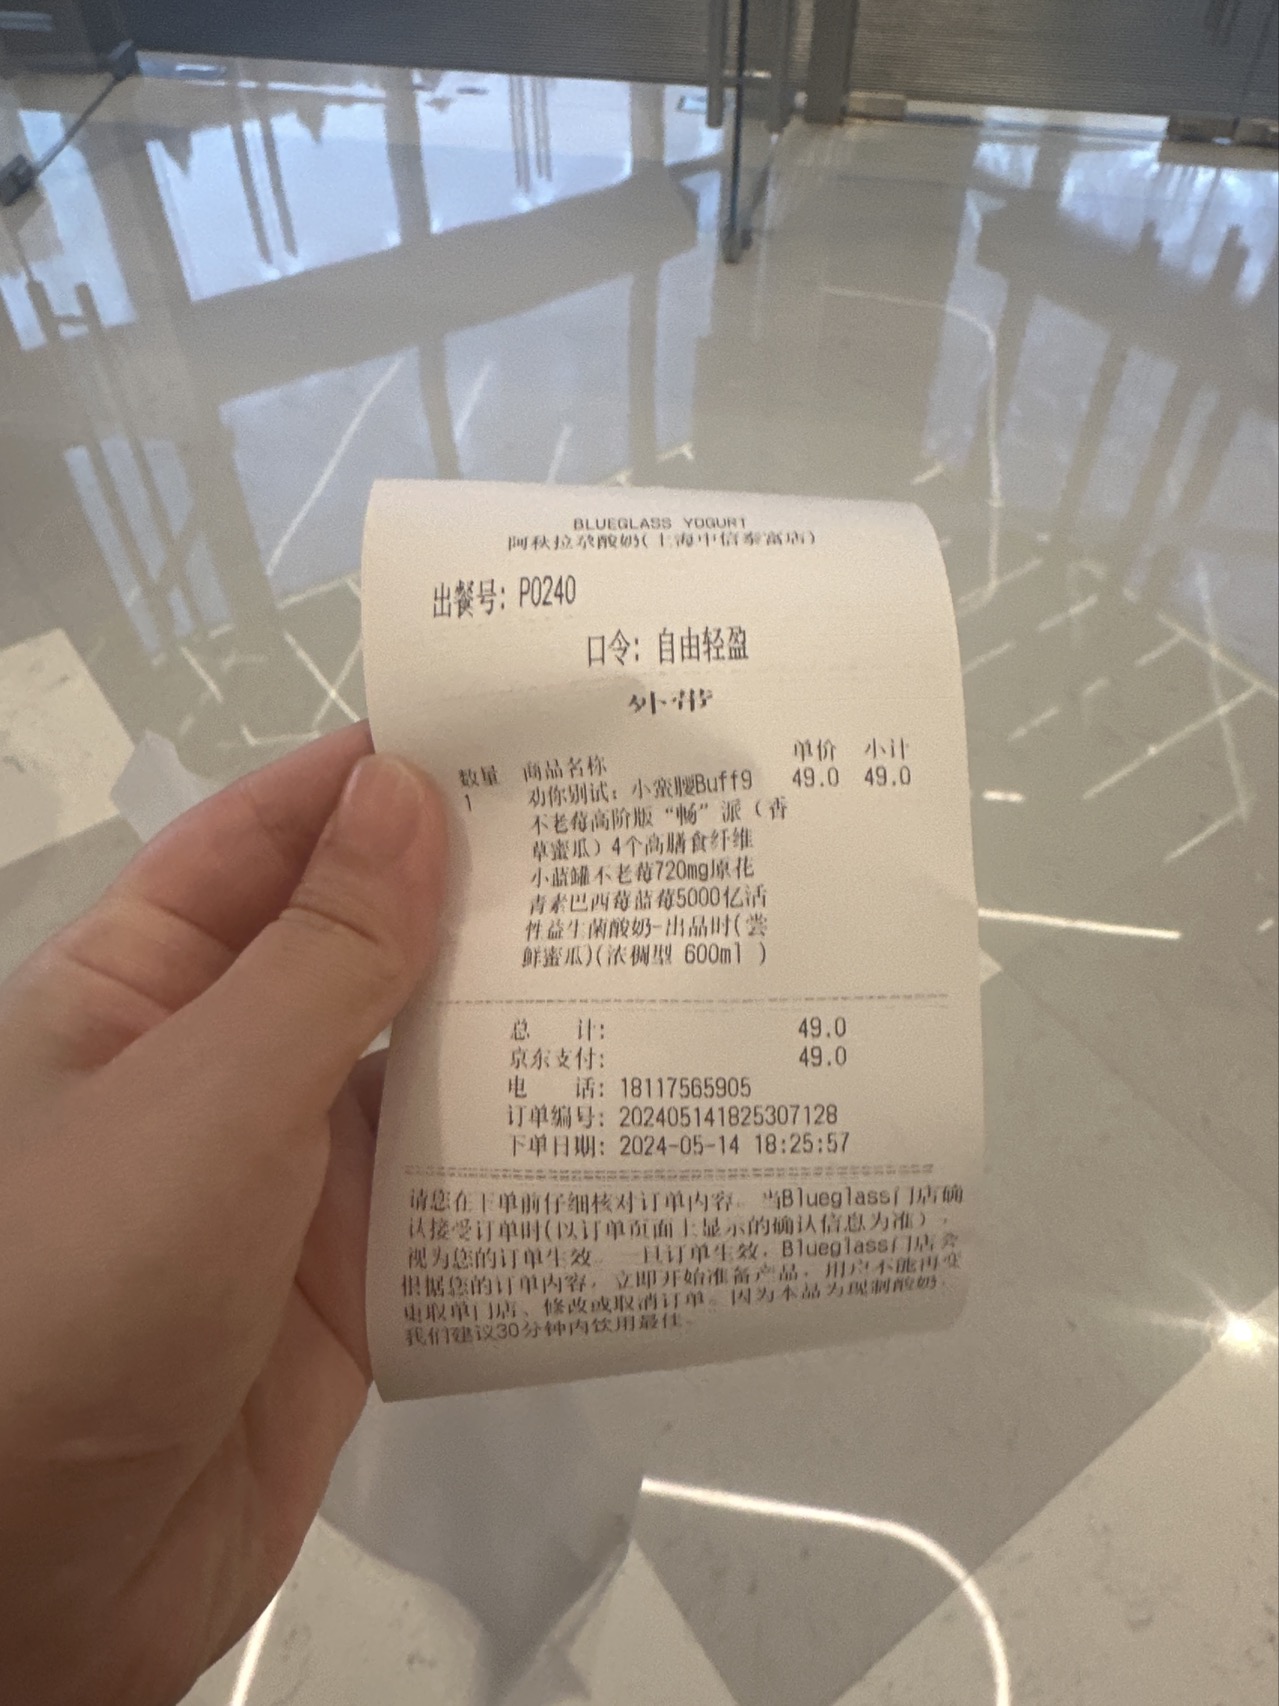 BLUEGLASS YOGURT
阿秋拉尕酸奶(上海中信泰富店)
出餐号: P0240
口令: 自由轻盈
外带
数量 商品名称 单价 小计
1 劝你别试: 小蛮腰Buff9 49.0 49.0
不老莓高阶版“畅”派（香
草蜜瓜）4个高膳食纤维
小蓝罐不老莓720mg原花
青素巴西莓蓝莓5000亿活
性益生菌酸奶-出品时(尝
鲜蜜瓜)(浓稠型 600ml )
总 计: 49.0
京东支付: 49.0
电 话: 18117565905
订单编号: 202405141825307128
下单日期: 2024-05-14 18:25:57
请您在下单前仔细核对订单内容。当Blueglass门店确
认接受订单时(以订单页面上显示的确认信息为准)，
视为您的订单生效。一旦订单生效，Blueglass门店会
根据您的订单内容，立即开始准备产品，用户不能再变
更取单门店、修改或取消订单。因为本品为现制酸奶，
我们建议30分钟内饮用最佳。